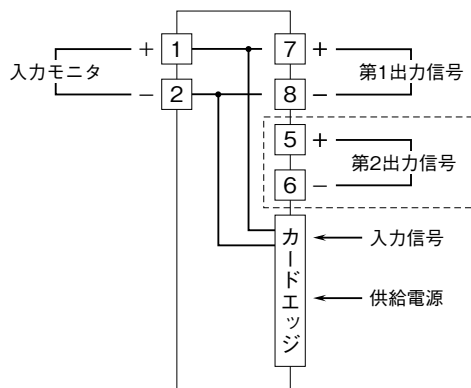 + 1 7 +
入力モニタ 第1出力信号
− 2 8 −
5 +
第2出力信号
6 −
カードエッジ
入力信号
供給電源